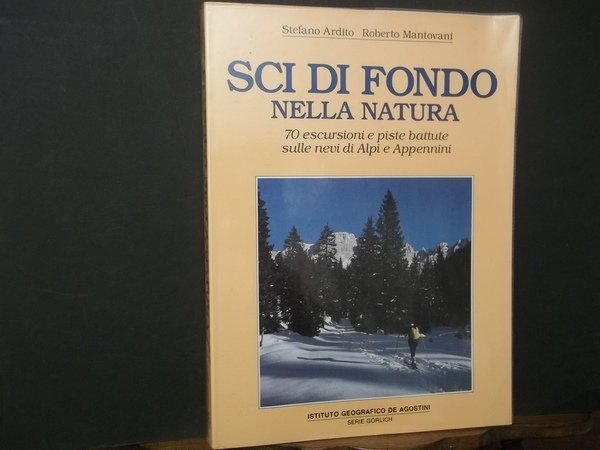 Stefano Ardito Roberto Mantovani
SCI DI FONDO
NELLA NATURA
70 escursioni e piste battute
sulle nevi di Alpi e Appennini
ISTITUTO GEOGRAFICO DE AGOSTINI
SERIE GÖRLICH